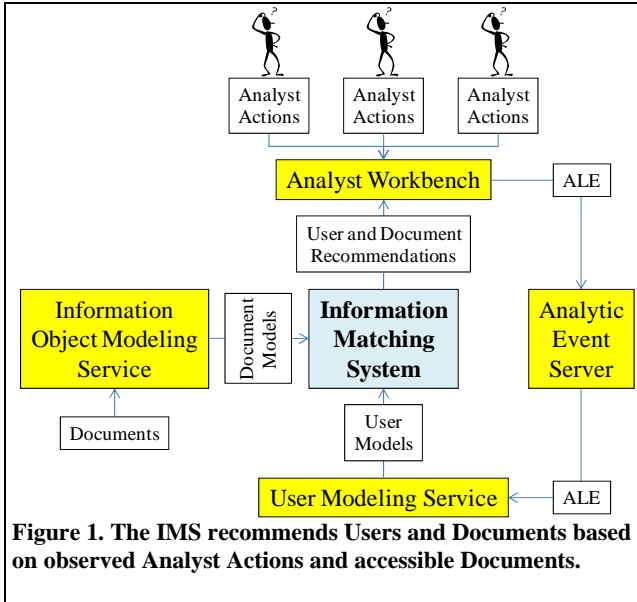 ? ? ?
Analyst
Actions
Analyst
Actions
Analyst
Actions
Analyst Workbench
ALE
User and Document
Recommendations
Information
Object Modeling
Service
Document
Models
Information
Matching
System
Analytic
Event
Server
Documents
User
Models
User Modeling Service
ALE
Figure 1. The IMS recommends Users and Documents based
on observed Analyst Actions and accessible Documents.